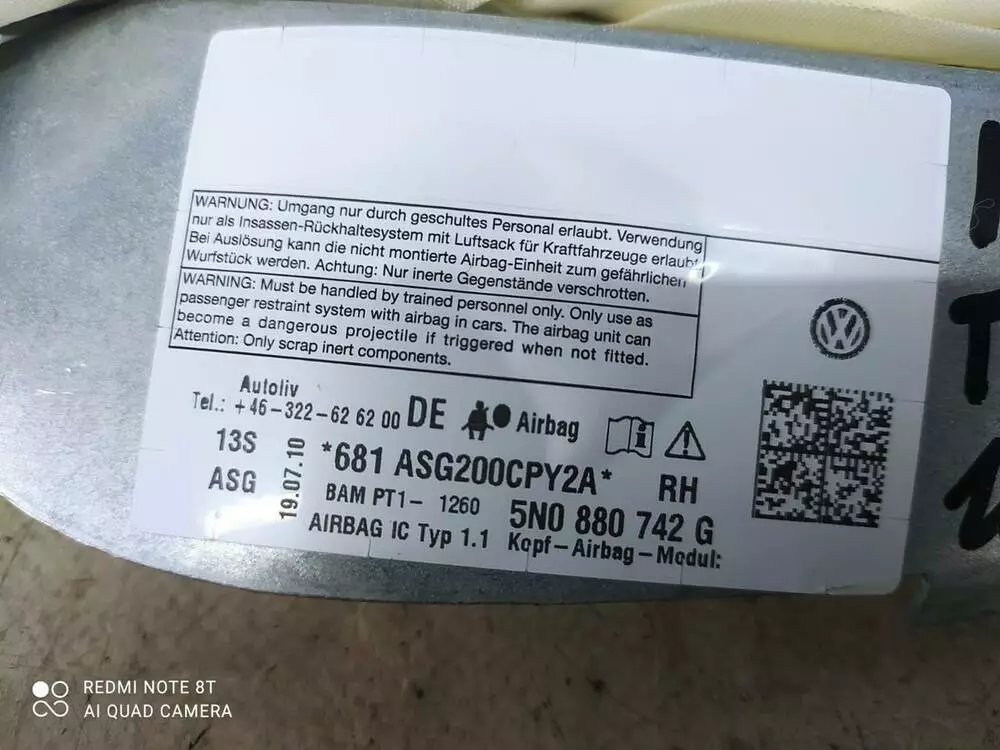 WARNUNG: Umgang nur durch geschultes Personal erlaubt. Verwendung
nur als Insassen-Rückhaltesystem mit Luftsack für Kraftfahrzeuge erlaubt
Bei Auslösung kann die nicht montierte Airbag-Einheit zum gefährlichen
Wurfstück werden. Achtung: Nur inerte Gegenstände verschrotten.
WARNING: Must be handled by trained personnel only. Only use as
passenger restraint system with airbag in cars. The airbag unit can
become a dangerous projectile if triggered when not fitted.
Attention: Only scrap inert components.
Autoliv
Tel.: +46-322-62 62 00 DE Airbag
13S
ASG
19.07.10
*681 ASG200CPY2A* RH
BAM PT1- 1260 5N0 880 742 G
AIRBAG IC Typ 1.1 Kopf-Airbag-Modul:
REDMI NOTE 8T
AI QUAD CAMERA